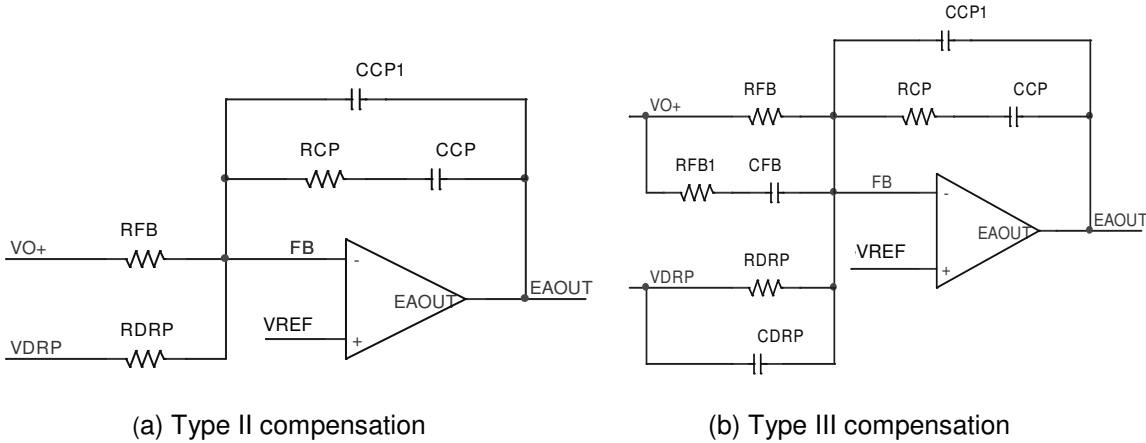 CCP1
RCP CCP
RFB
VO+
FB
-
EAOUT
EAOUT
RDRP
VREF
VDRP
+
(a) Type II compensation
CCP1
RFB
RCP
CCP
VO+
RFB1
CFB
FB
-
EAOUT
EAOUT
RDRP
VREF
VDRP
+
CDRP
(b) Type III compensation